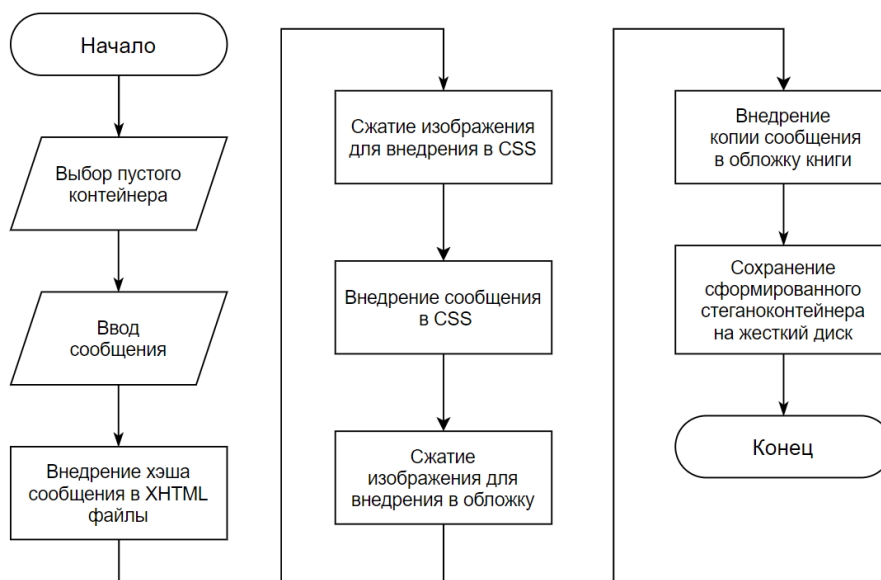 Начало
Выбор пустого
контейнера
Ввод
сообщения
Внедрение хэша
сообщения в XHTML
файлы
Сжатие изображения
для внедрения в CSS
Внедрение сообщения
в CSS
Сжатие
изображения для
внедрения в обложку
Внедрение
копии сообщения
в обложку книги
Сохранение
сформированного
стеганоконтейнера
на жесткий диск
Конец